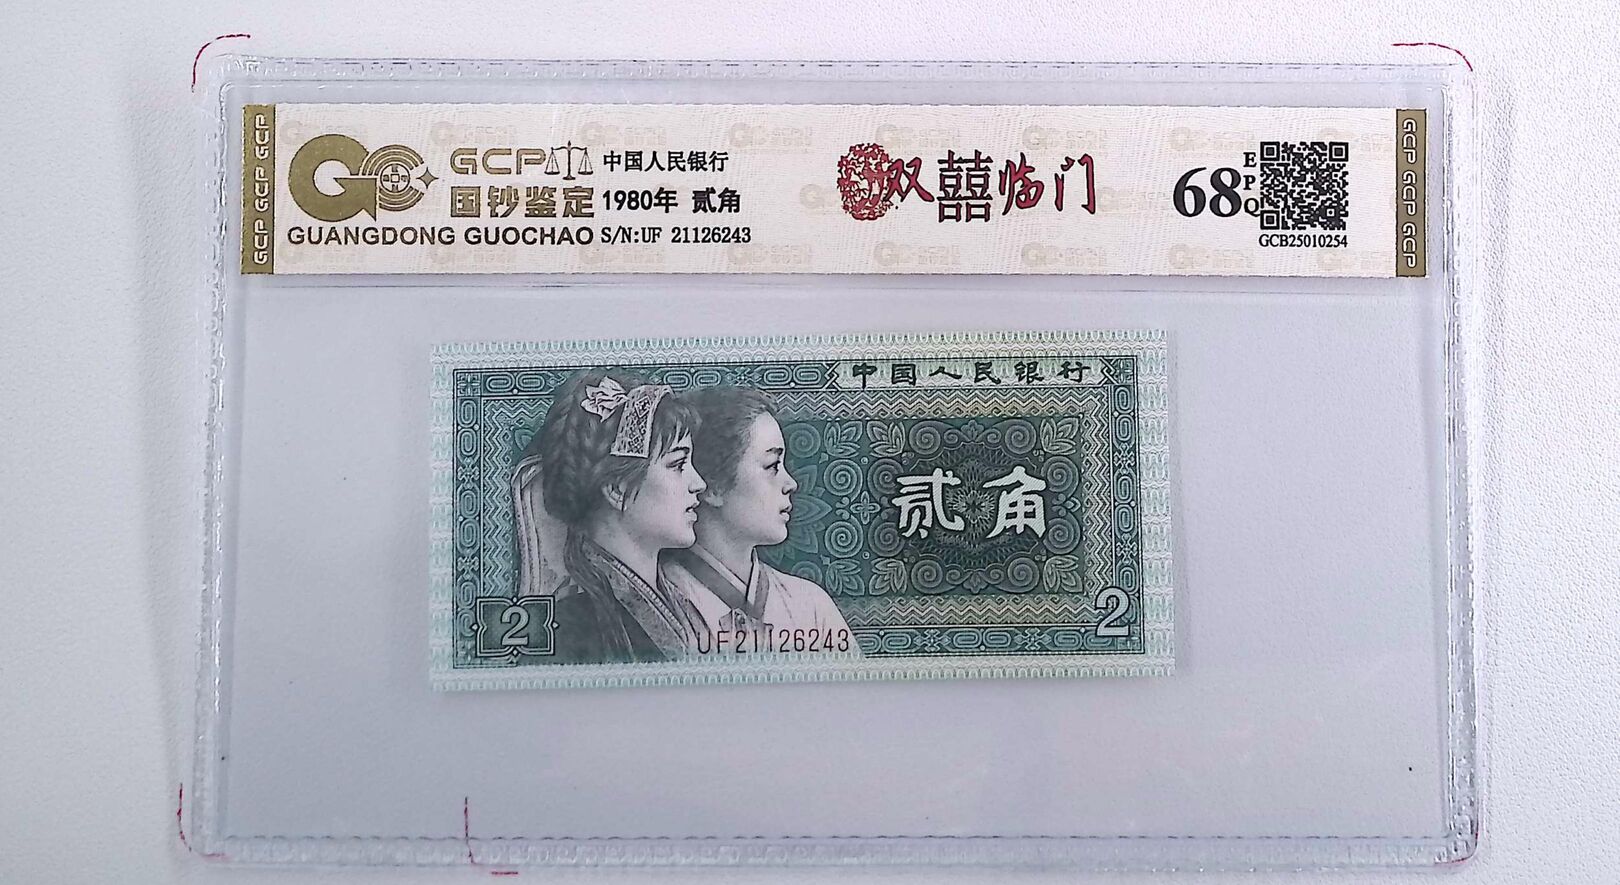 GCP GCP GCP
GCP 中国人民银行
国钞鉴定 1980年 贰角
GUANGDONG GUOCHAO S/N:UF 21126243
双囍临门
68 EPQ
GCB25010254
GCP GCP GCP
中国人民银行
贰角
2
2
UF21126243